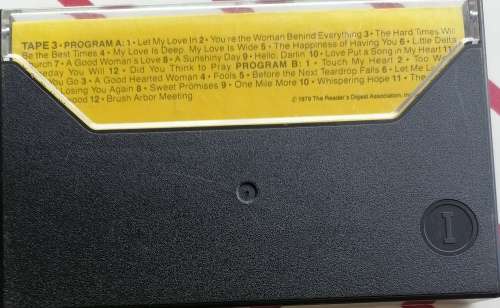 TAPE 3 • PROGRAM A: 1 • Let My Love In 2 • You're the Woman Behind Everything 3 • The Hard Times Will
Be the Best Times 4 • My Love Is Deep, My Love Is Wide 5 • The Happiness of Having You 6 • Little Delta
Church 7 • A Good Woman's Love 8 • A Sunshiny Day 9 • Hello, Darlin' 10 • Love Put a Song in My Heart 11
Someday You Will 12 • Did You Think to Pray PROGRAM B: 1 • Touch My Heart 2 • Too
You Go 3 • A Good Hearted Woman 4 • Fools 5 • Before the Next Teardrop Falls 6 • Let Me
Losing You Again 8 • Sweet Promises 9 • One Mile More 10 • Whispering Hope 11 • The
Good 12 • Brush Arbor Meeting
© 1979 The Reader's Digest Association, Inc.
I